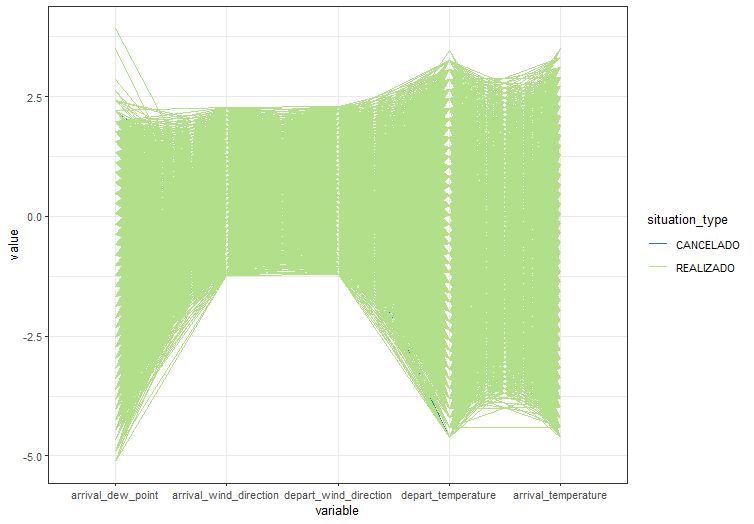 2.5
0.0
-2.5
-5.0
value
arrival_dew_point arrival_wind_direction depart_wind_direction depart_temperature arrival_temperature
variable
situation_type
CANCELADO
REALIZADO